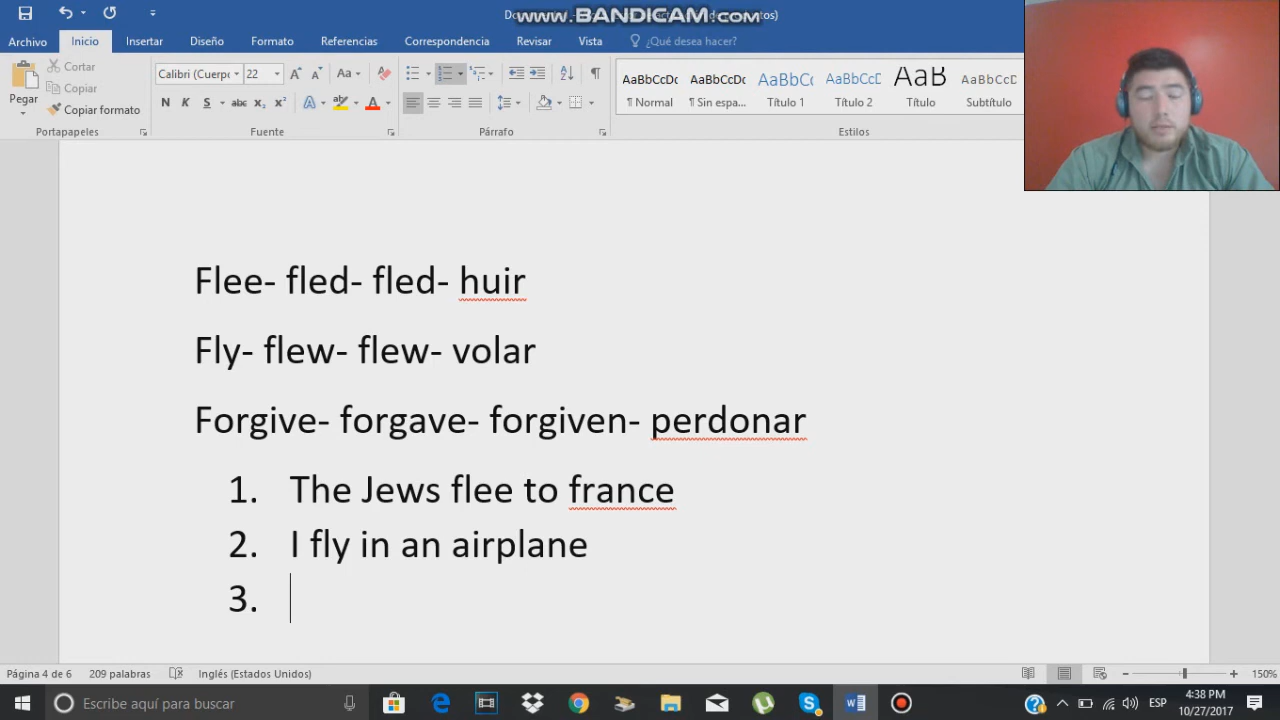 www.BANDICAM.com
Archivo Inicio Insertar Diseño Formato Referencias Correspondencia Revisar Vista ¿Qué desea hacer?
Pegar
Cortar
Copiar
Copiar formato
Calibri (Cuerpo 22
N K S abc x₂ x²
AaBbCcDc AaBbCcDc AaBbC( AaBbCcD AaB AaBbCcD
¶ Normal ¶ Sin espa... Título 1 Título 2 Título Subtítulo
Portapapeles Fuente Párrafo Estilos
Flee- fled- fled- huir
Fly- flew- flew- volar
Forgive- forgave- forgiven- perdonar
1. The Jews flee to france
2. I fly in an airplane
3.
Página 4 de 6 209 palabras Inglés (Estados Unidos) 150%
Escribe aquí para buscar
ESP
4:38 PM
10/27/2017